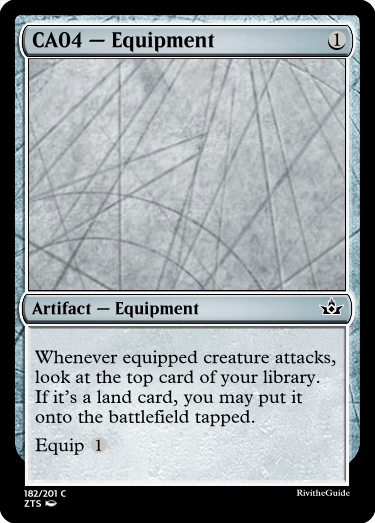 CA04 — Equipment 1
Artifact — Equipment
Whenever equipped creature attacks,
look at the top card of your library.
If it's a land card, you may put it
onto the battlefield tapped.
Equip 1
182/201 C RivitheGuide
ZTS